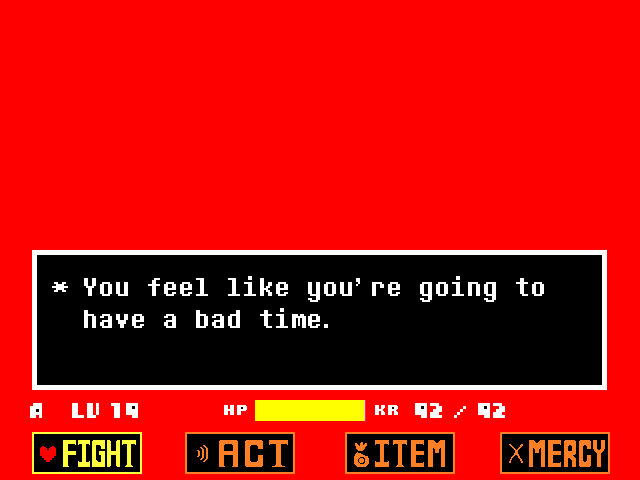 * You feel like you're going to
have a bad time.
A LV 19 HP KR 92 / 92
FIGHT ACT ITEM MERCY